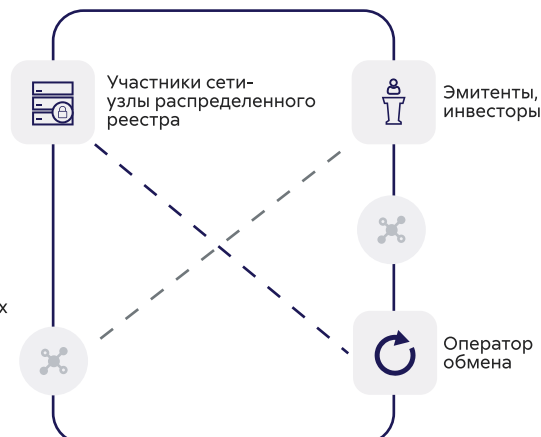 Участники сети-
узлы распределенного
реестра
Эмитенты,
инвесторы
х
Оператор
обмена